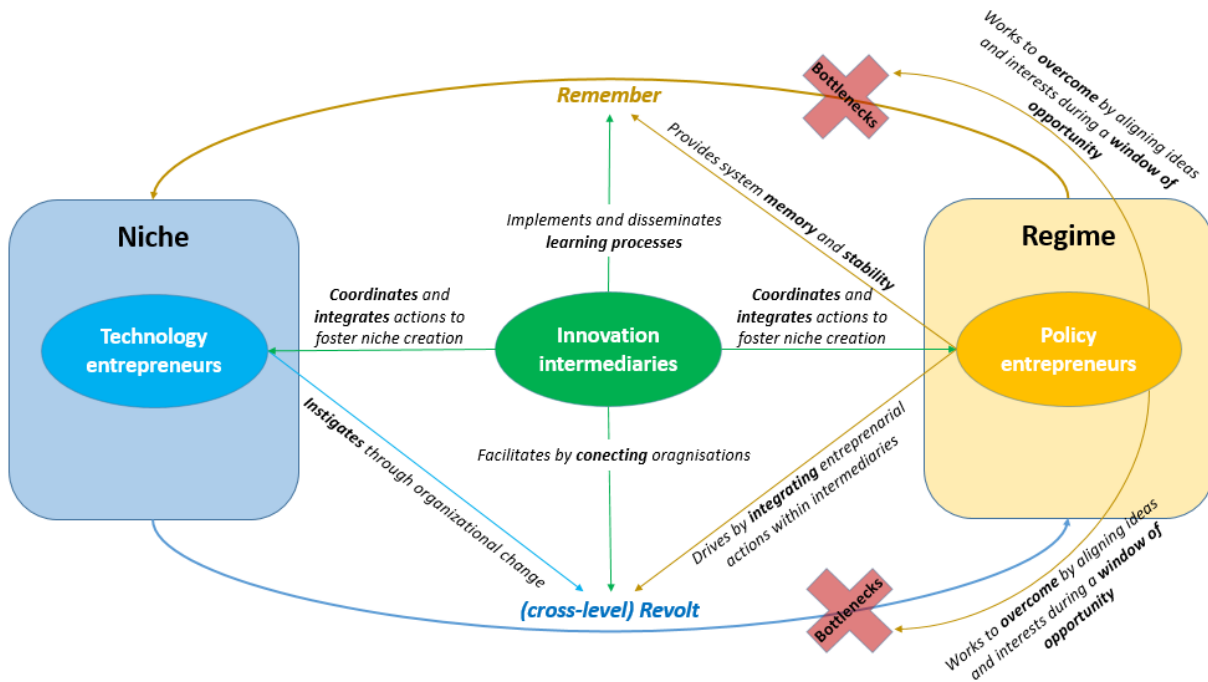 Works to overcome by aligning ideas
and interests during a window of
opportunity
Bottlenecks
Remember
Provides system memory and stability
Niche
Regime
Implements and disseminates
learning processes
Coordinates and
integrates actions to
foster niche creation
Coordinates and
integrates actions to
foster niche creation
Technology
entrepreneurs
Innovation
intermediaries
Policy
entrepreneurs
Instigates through organizational change
Facilitates by conecting oragnisations
Drives by integrating entreprenarial
actions within intermediaries
(cross-level) Revolt
Bottlenecks
Works to overcome by aligning ideas
and interests during a window of
opportunity